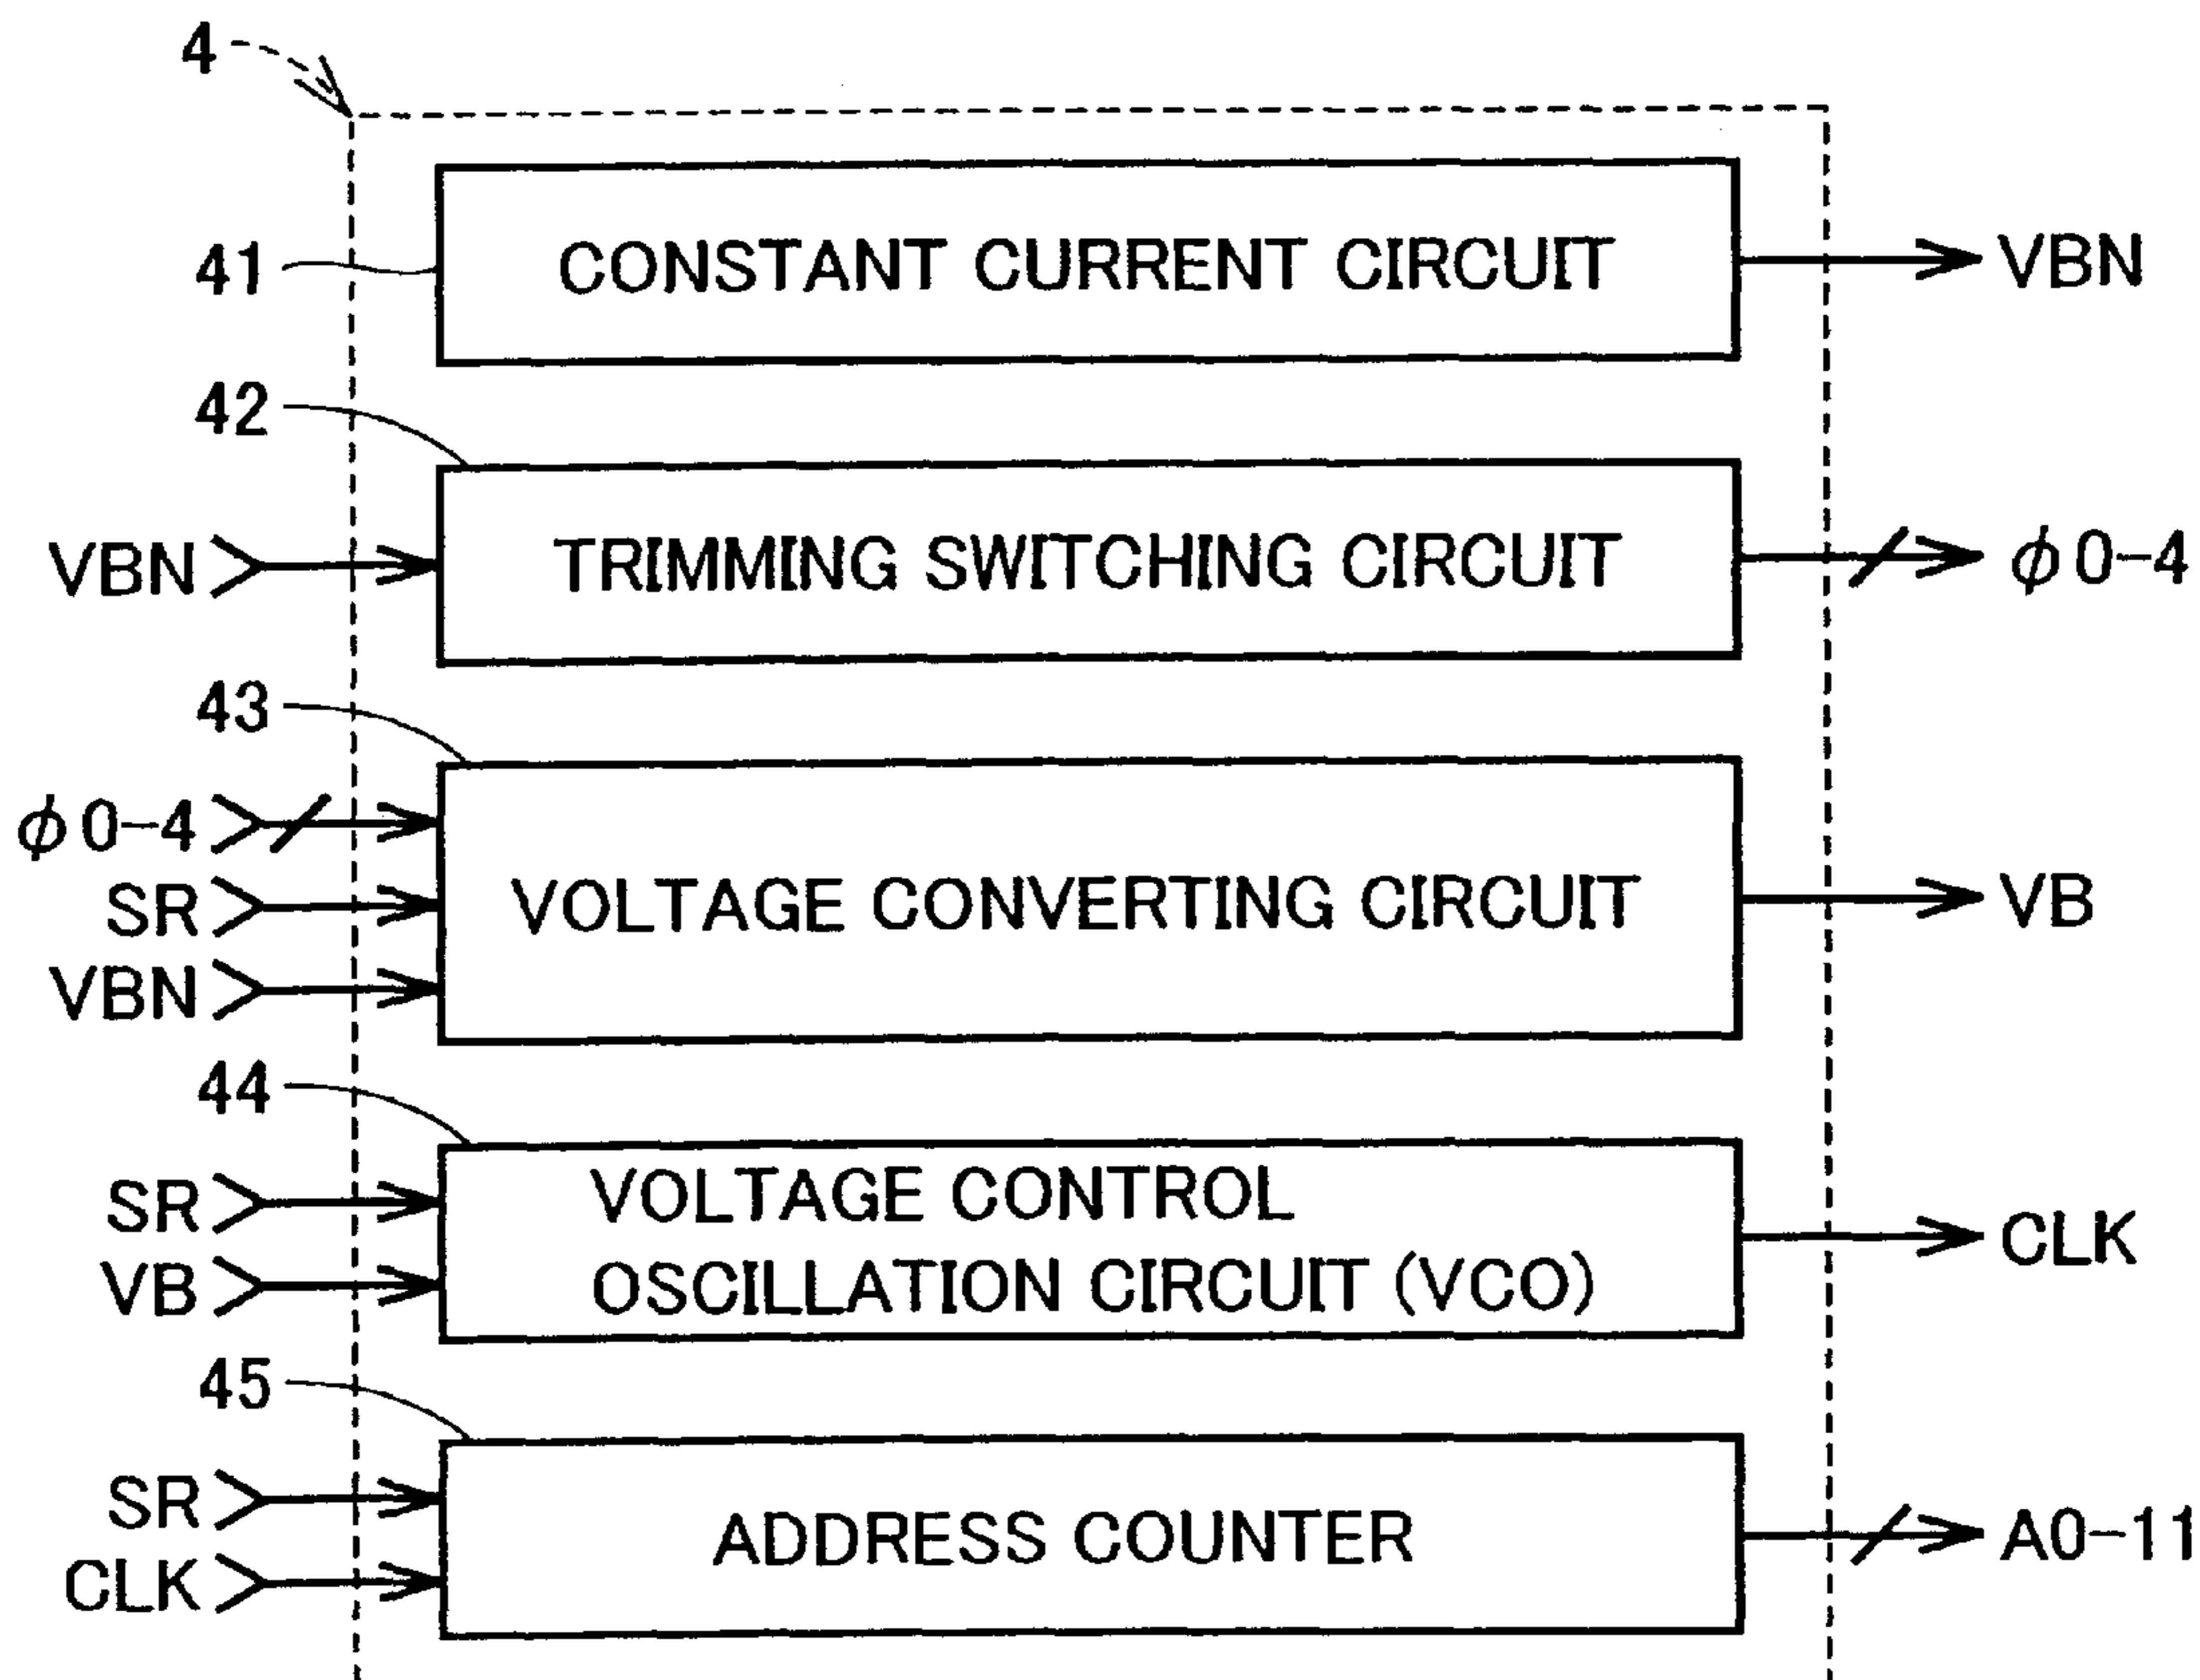 4
41
CONSTANT CURRENT CIRCUIT
VBN
42
VBN
TRIMMING SWITCHING CIRCUIT
φ0-4
43
φ0-4
SR
VBN
VOLTAGE CONVERTING CIRCUIT
VB
44
SR
VB
VOLTAGE CONTROL
OSCILLATION CIRCUIT (VCO)
CLK
45
SR
CLK
ADDRESS COUNTER
A0-11